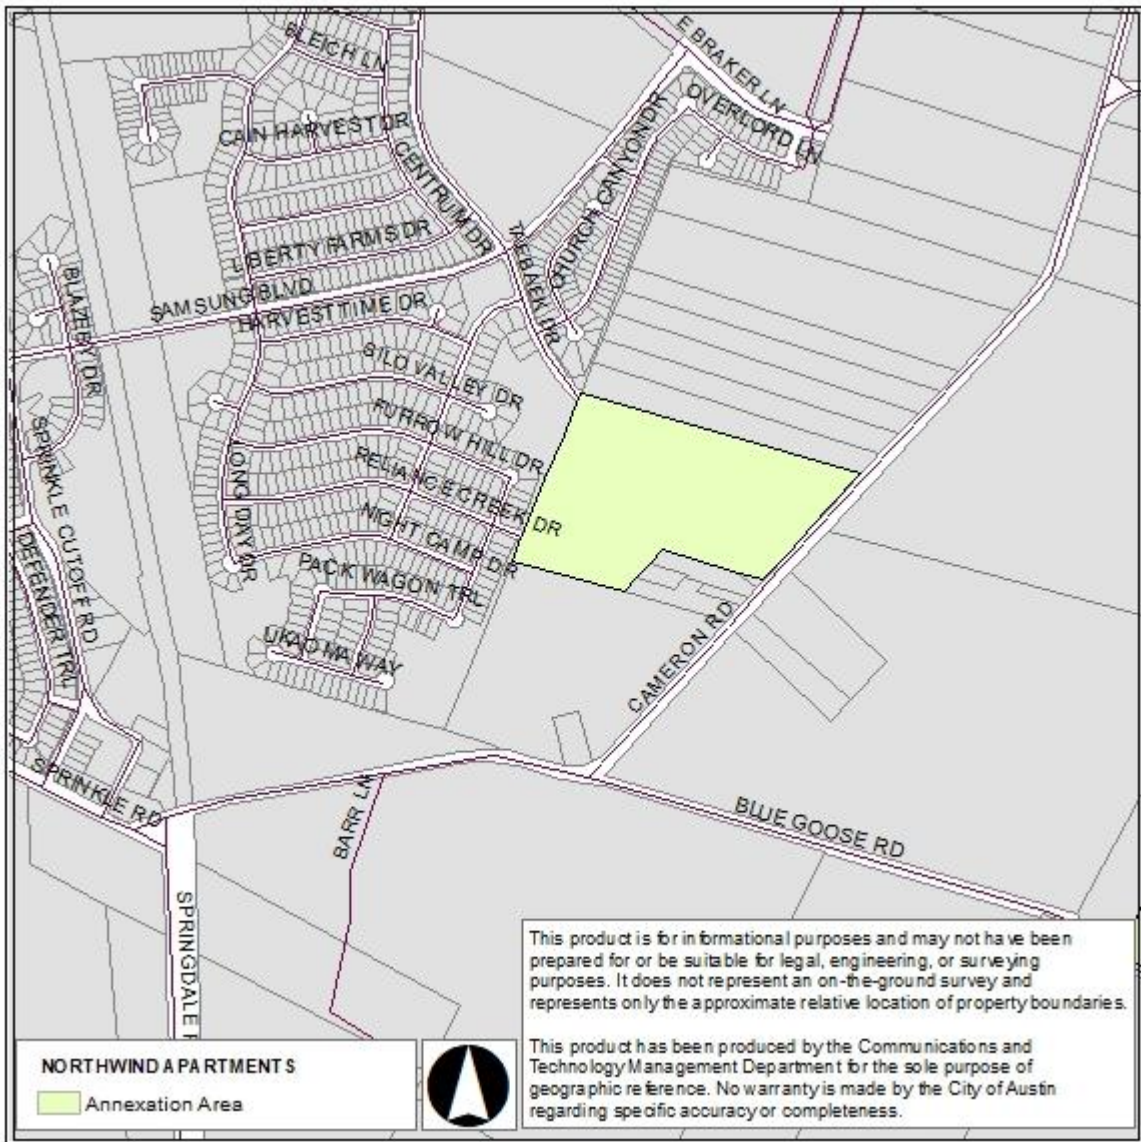 E BRAKER LN
BLEICH LN
OVERLORD LN
CAIN HARVEST DR
CENTRUM DR
CHURCH CANYON DR
TAEBAEK DR
LIBERTY FARMS DR
SAMSUNG BLVD
HARVEST TIME DR
BLAZEBY DR
SILO VALLEY DR
FURROW HILL DR
RELIANCE CREEK DR
SPRINKLE CUTOFF RD
LONG DAY DR
NIGHT CAMP DR
DEFENDER TRL
PACK WAGON TRL
UKAOMA WAY
CAMERON RD
SPRINKLE RD
BARR LN
BLUE GOOSE RD
SPRINGDALE R
This product is for informational purposes and may not have been
prepared for or be suitable for legal, engineering, or surveying
purposes. It does not represent an on-the-ground survey and
represents only the approximate relative location of property boundaries.
This product has been produced by the Communications and
Technology Management Department for the sole purpose of
geographic reference. No warranty is made by the City of Austin
regarding specific accuracy or completeness.
NORTHWIND APARTMENTS
Annexation Area